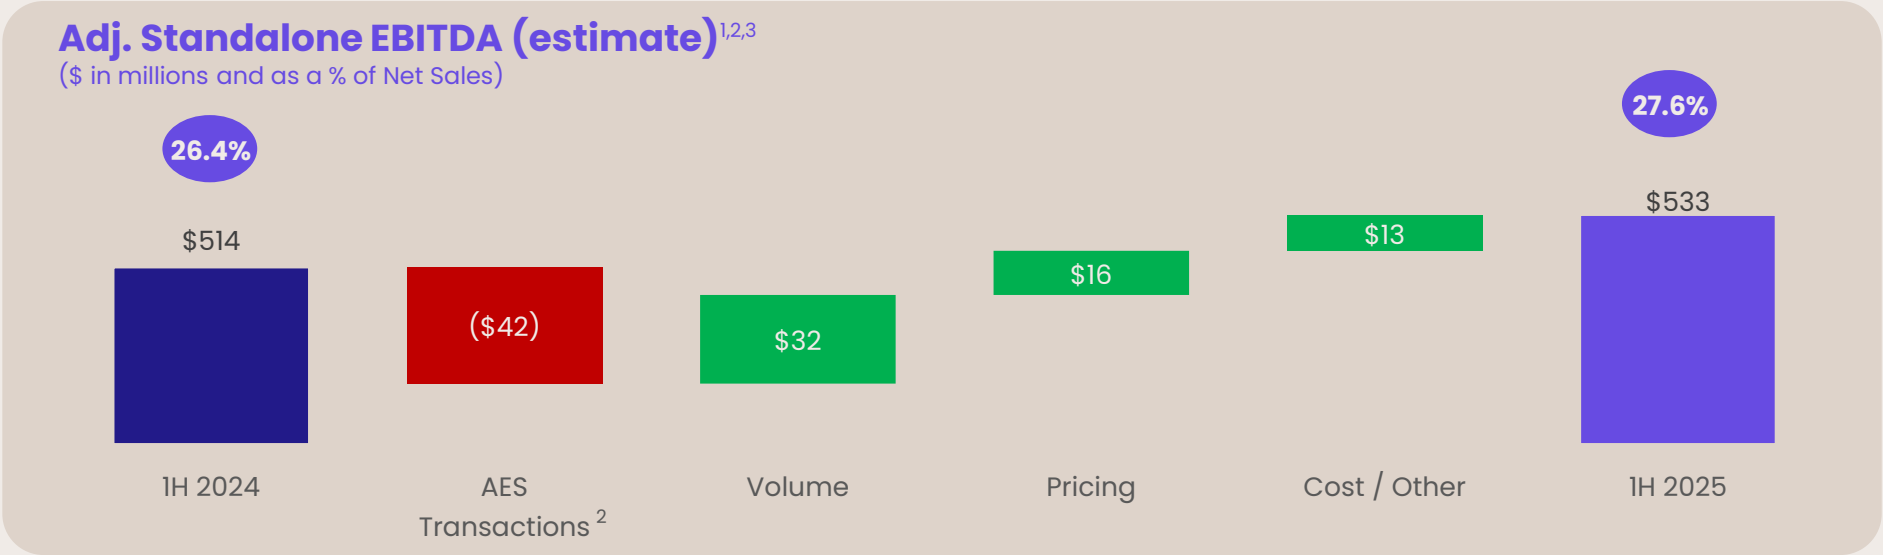 Adj. Standalone EBITDA (estimate)1,2,3
($ in millions and as a % of Net Sales)
26.4%
27.6%
$514
($42)
$32
$16
$13
$533
1H 2024
AES
Transactions 2
Volume
Pricing
Cost / Other
1H 2025